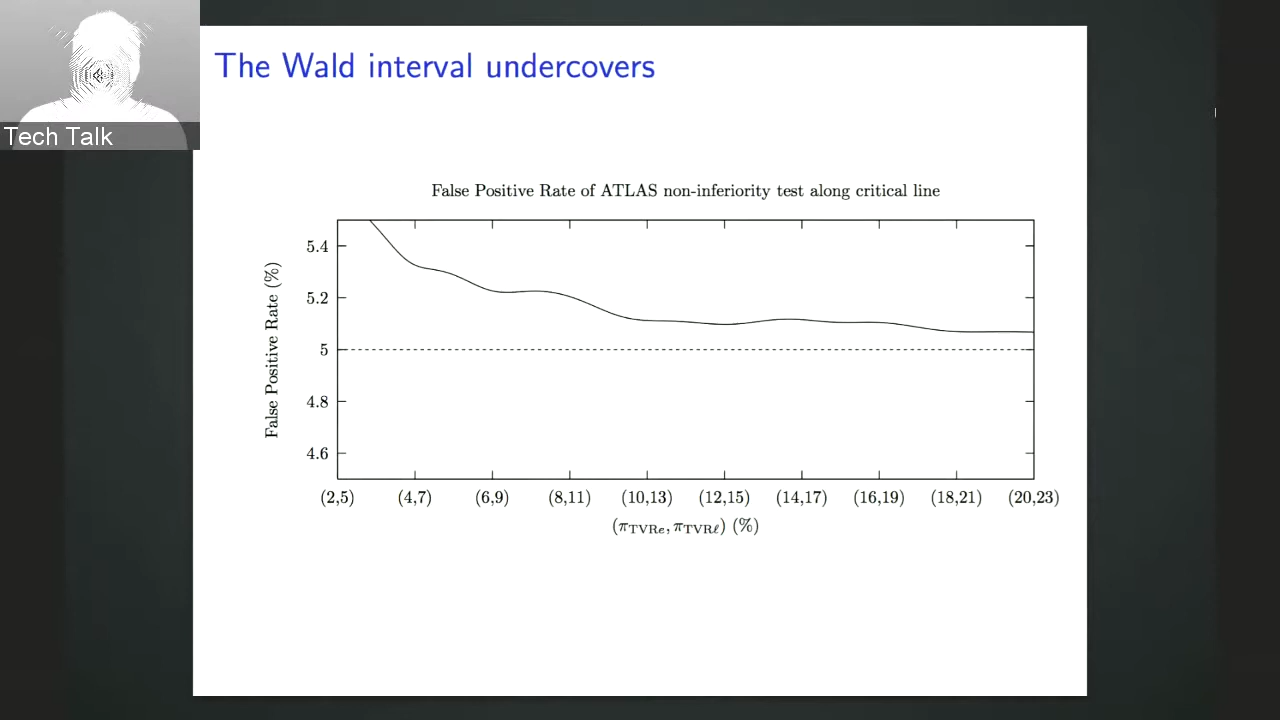 The Wald interval undercovers
Tech Talk
False Positive Rate of ATLAS non-inferiority test along critical line
False Positive Rate (%)
5.4
5.2
5
4.8
4.6
(2,5) (4,7) (6,9) (8,11) (10,13) (12,15) (14,17) (16,19) (18,21) (20,23)
(πTVRe, πTVRℓ) (%)